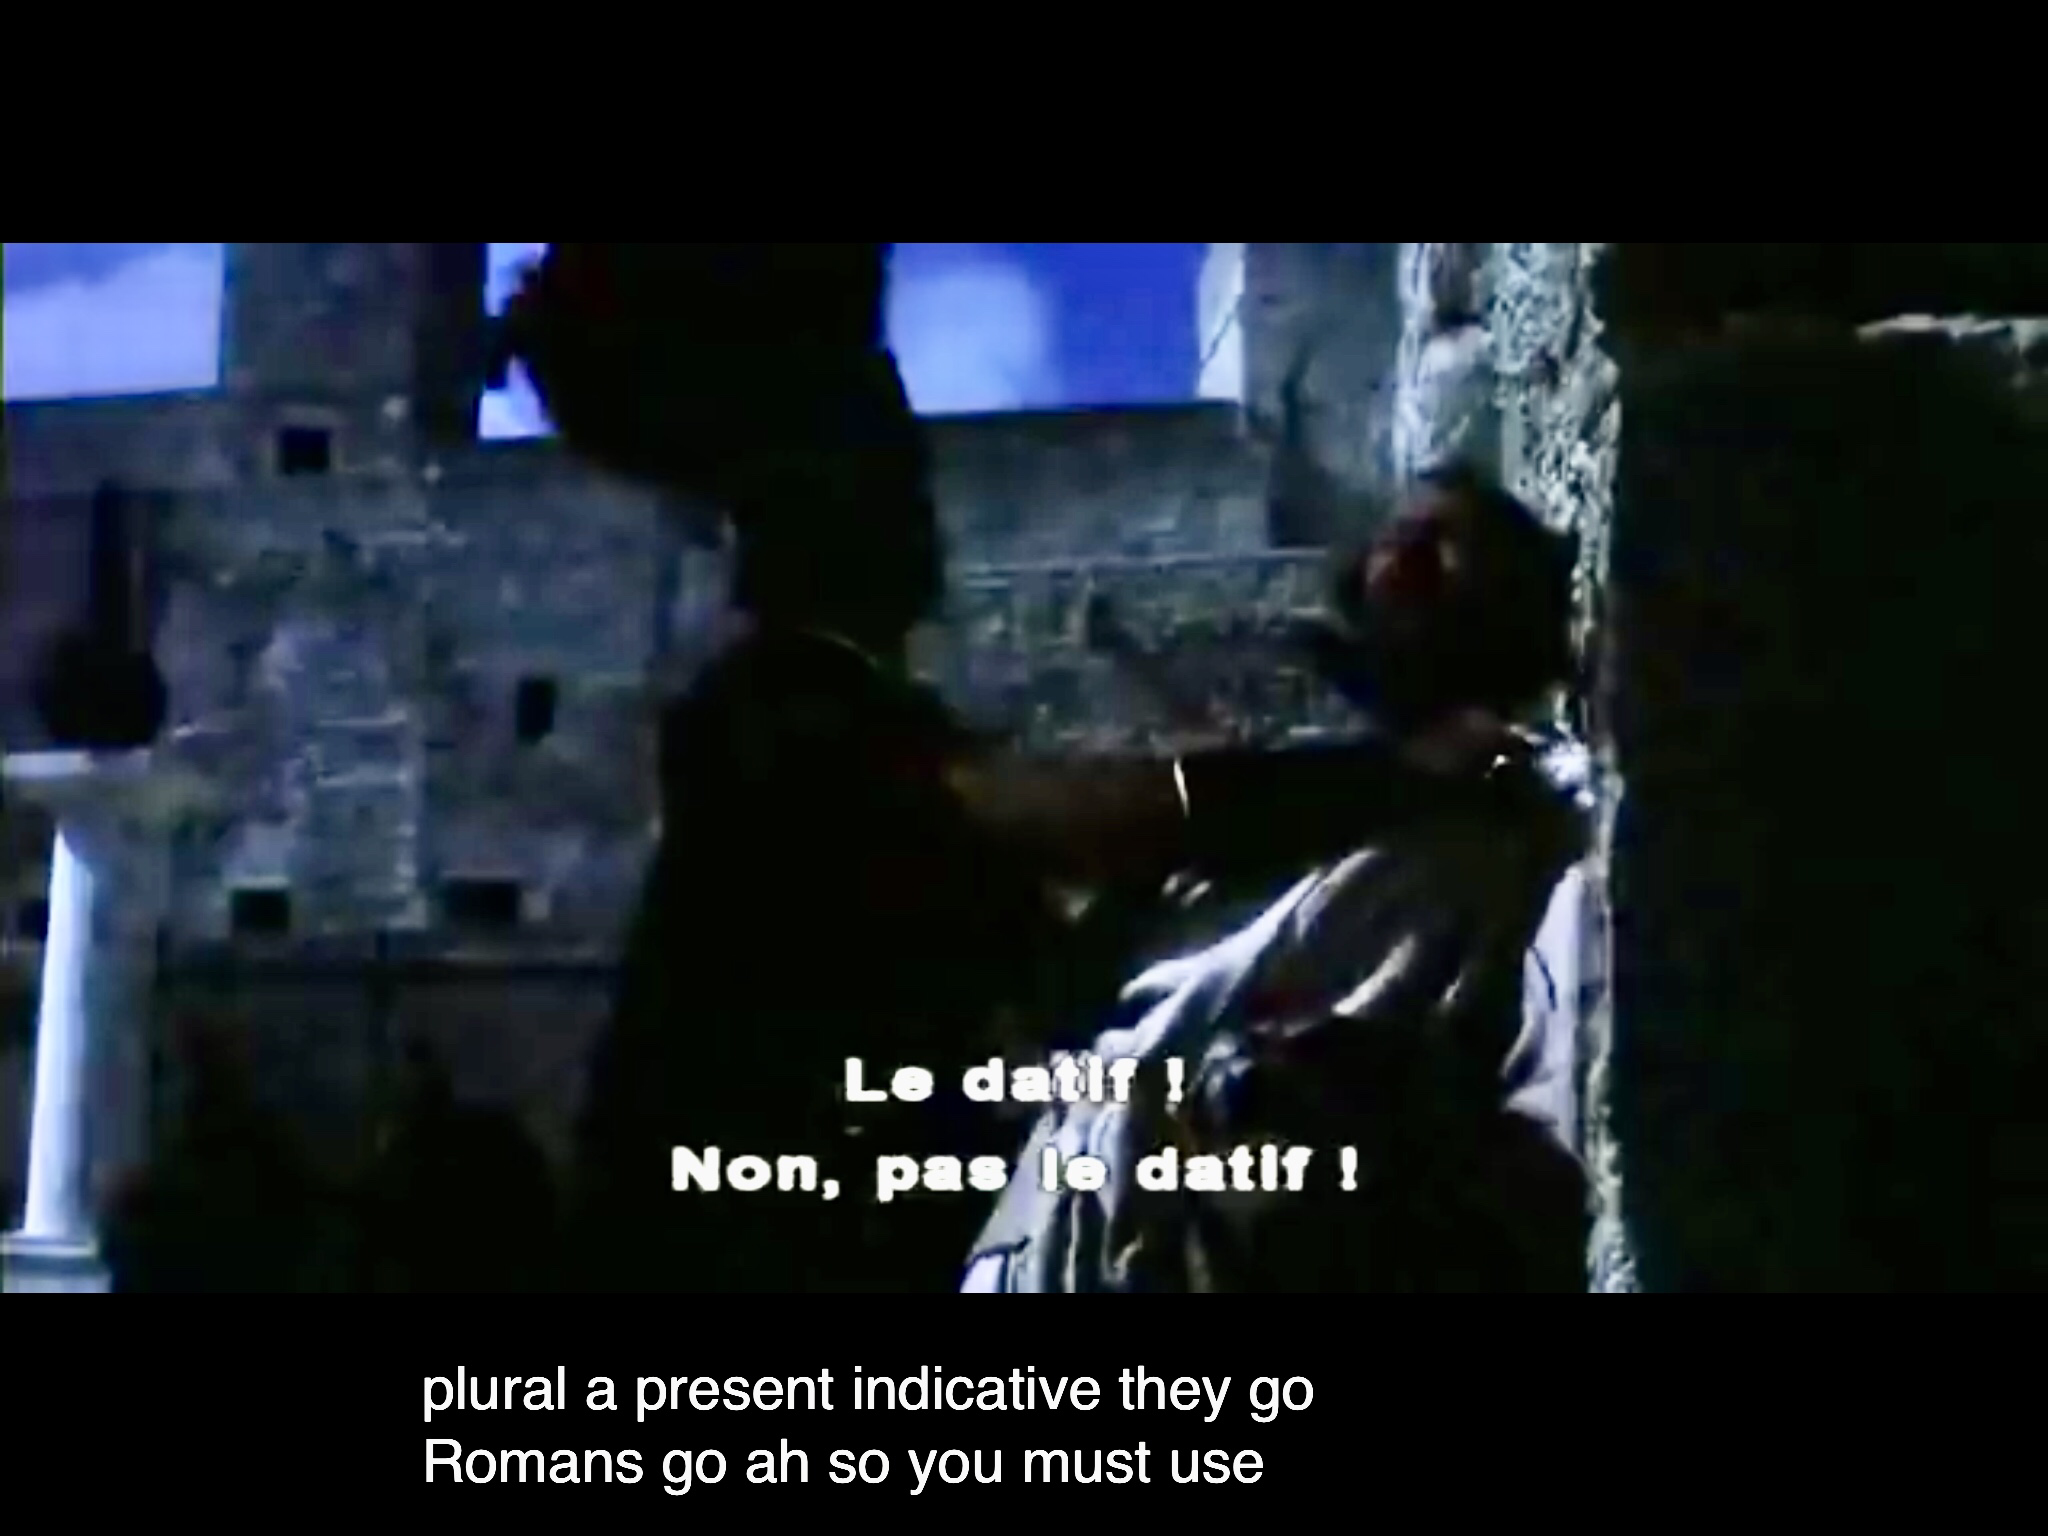 Le datif !
Non, pas le datif !
plural a present indicative they go
Romans go ah so you must use